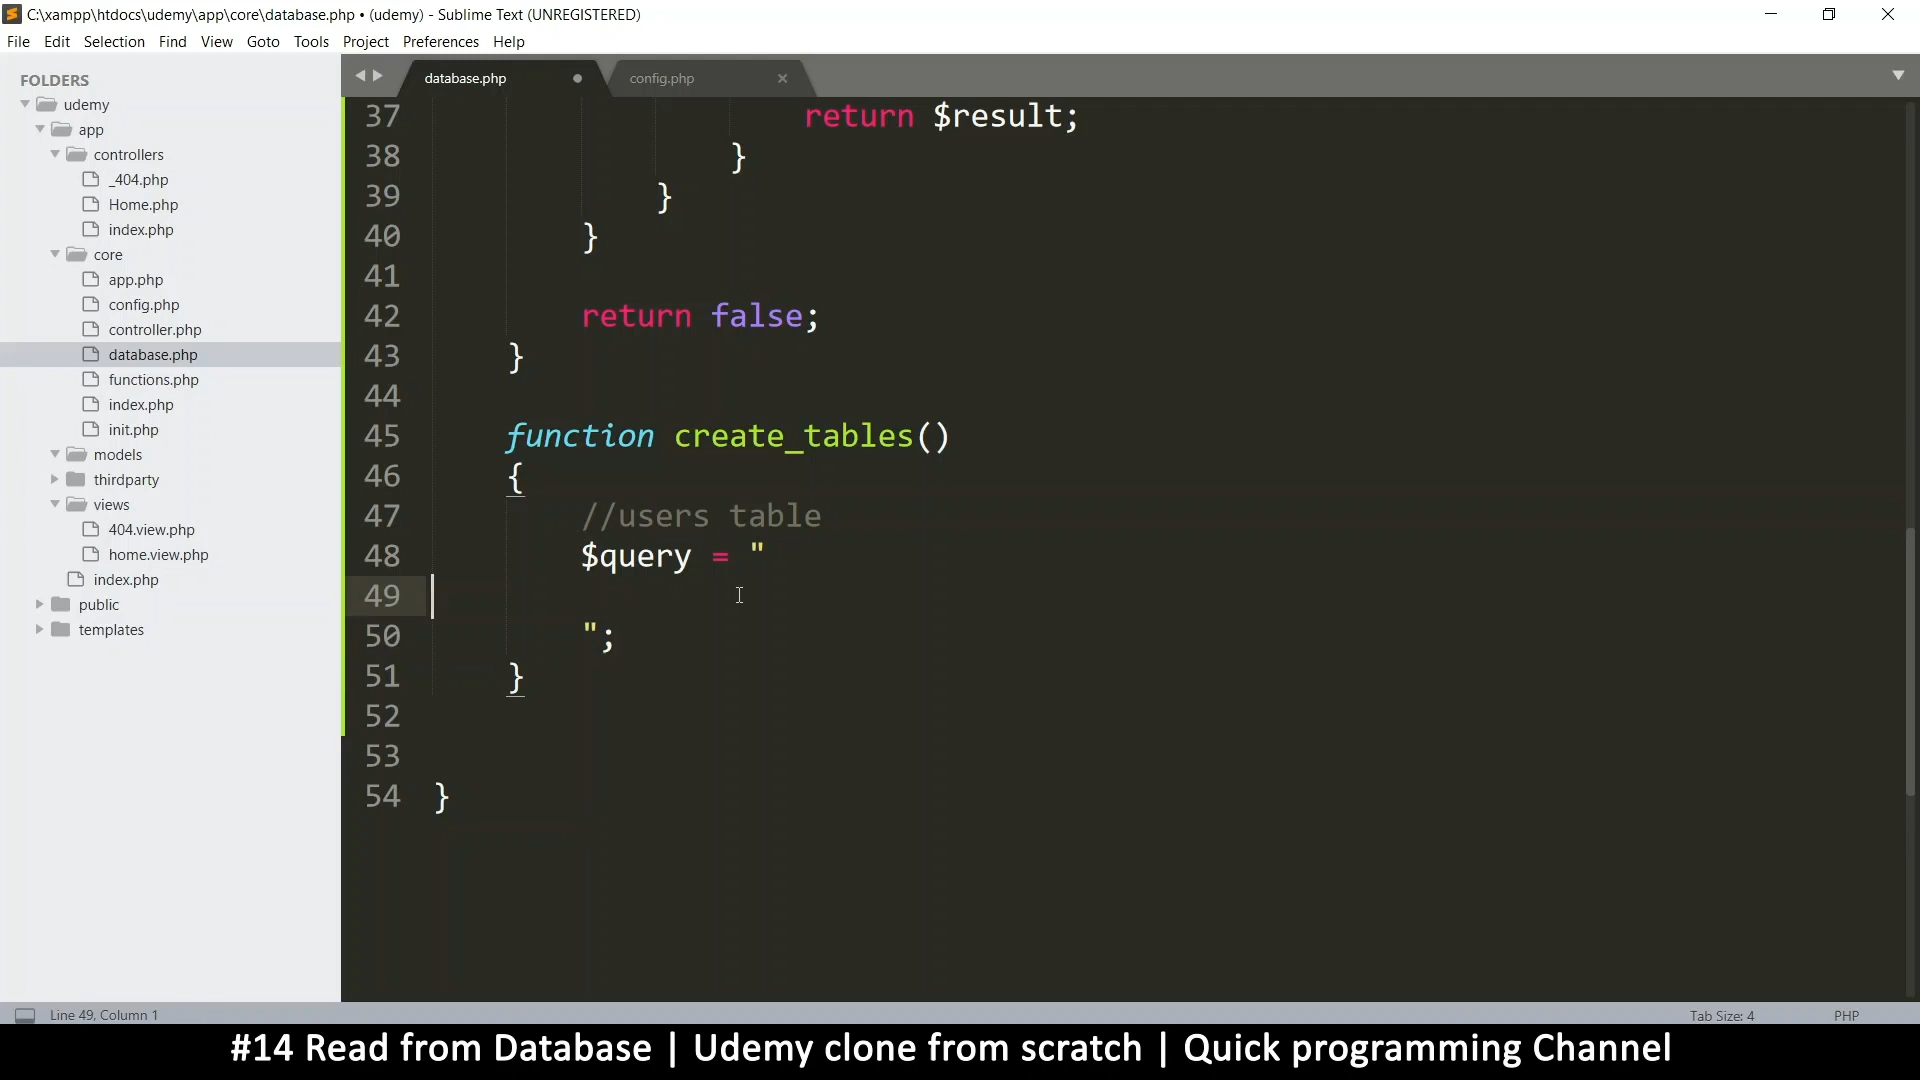 C:\xampp\htdocs\udemy\app\core\database.php • (udemy) - Sublime Text (UNREGISTERED)
File Edit Selection Find View Goto Tools Project Preferences Help
FOLDERS
udemy
app
controllers
_404.php
Home.php
index.php
core
app.php
config.php
controller.php
database.php
functions.php
index.php
init.php
models
thirdparty
views
404.view.php
home.view.php
index.php
public
templates
database.php config.php
37 return $result;
38 }
39 }
40 }
41
42 return false;
43 }
44
45 function create_tables()
46 {
47 //users table
48 $query = "
49
50 ";
51 }
52
53
54 }
Line 49, Column 1 Tab Size: 4 PHP
#14 Read from Database | Udemy clone from scratch | Quick programming Channel